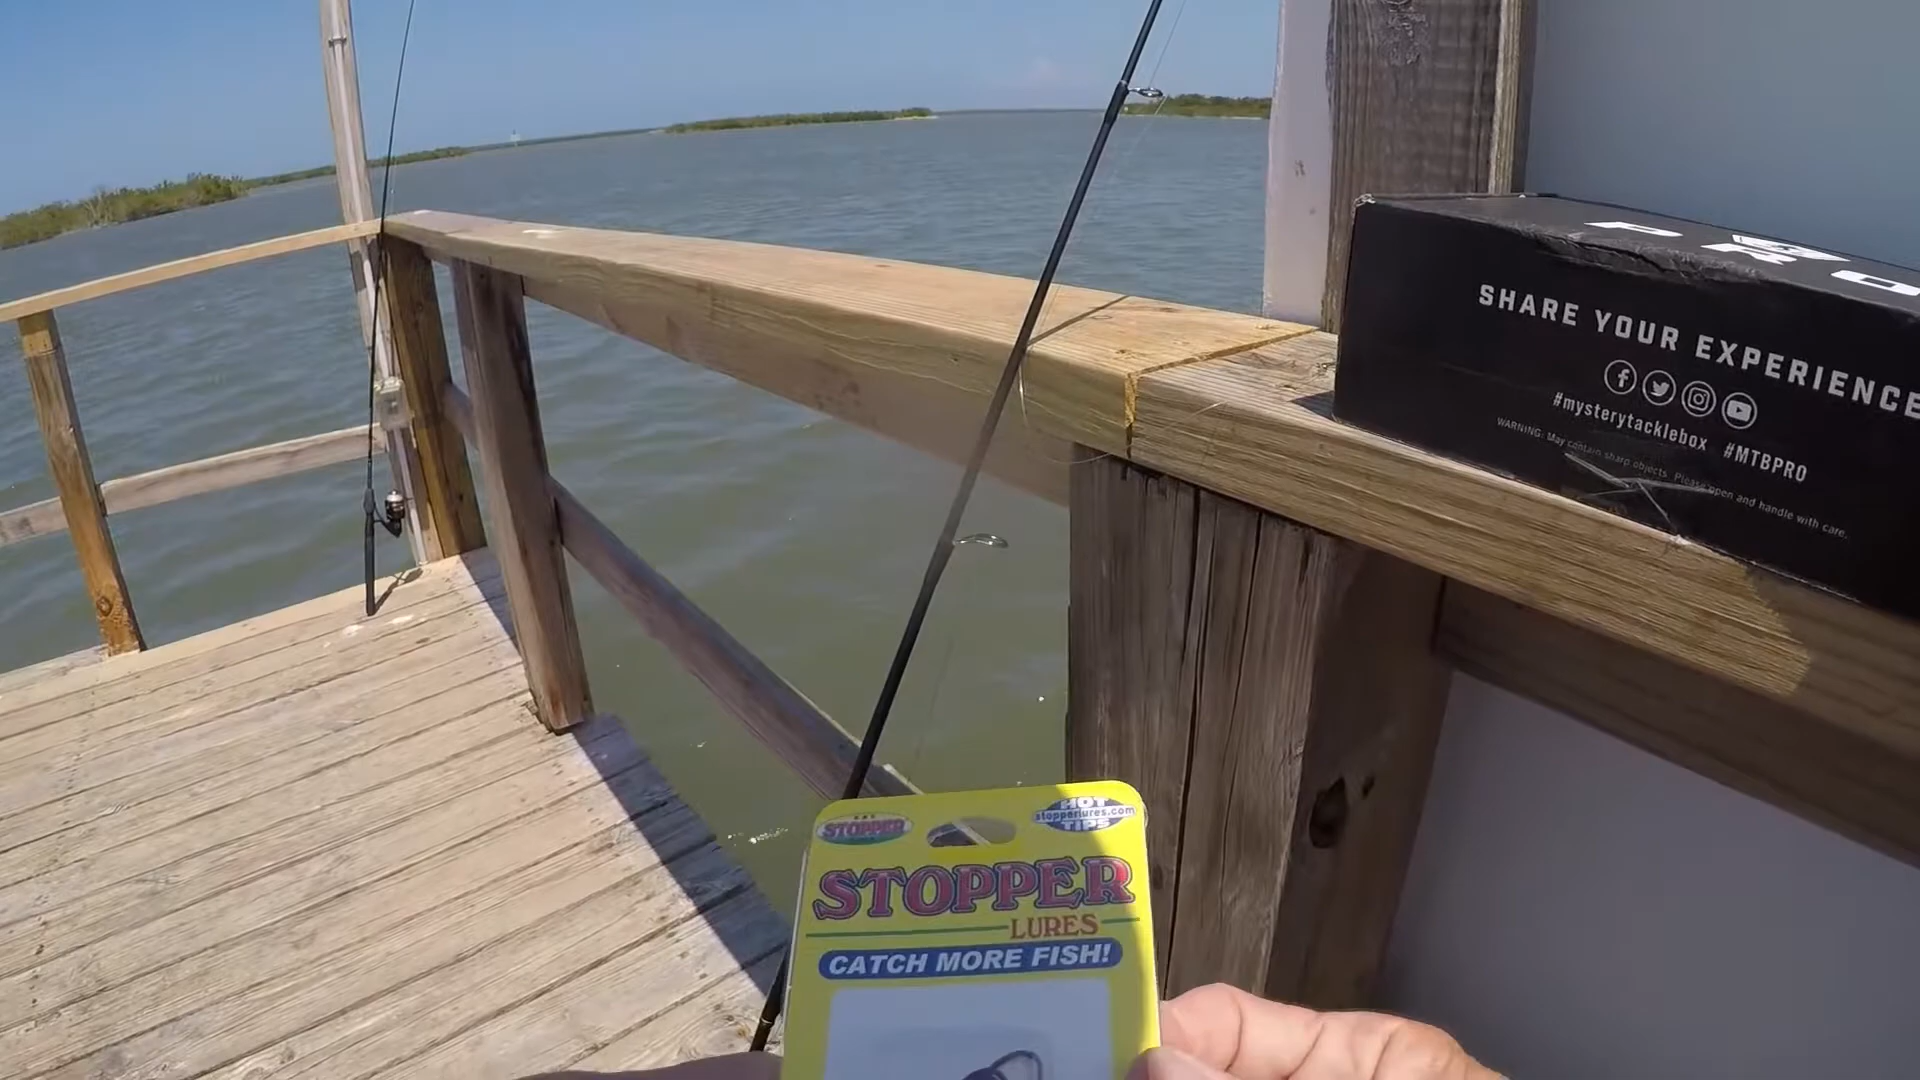 PRO
SHARE YOUR EXPERIENCE
#mysterytacklebox #MTBPRO
WARNING: May contain sharp objects. Please open and handle with care.
STOPPER
HOT
stopperlures.com
TIPS
STOPPER
LURES
CATCH MORE FISH!